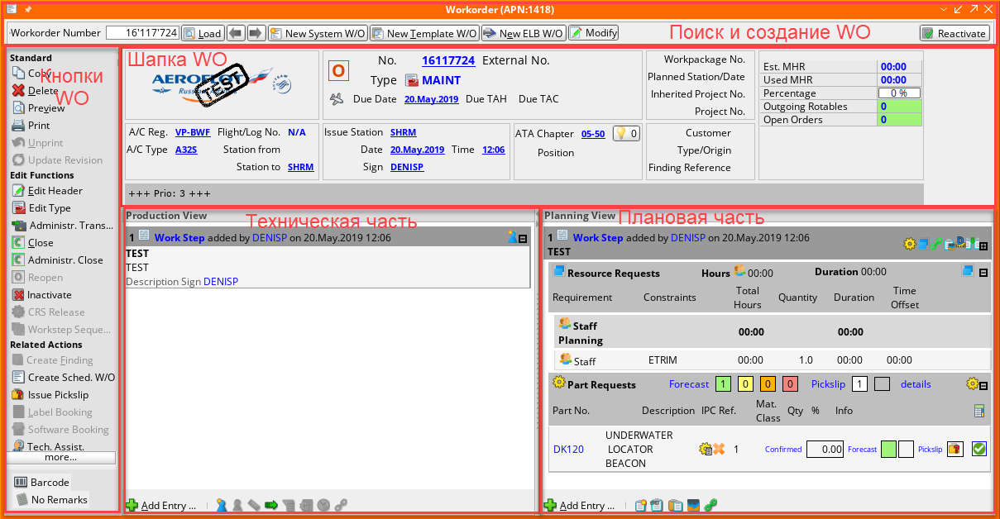 Workorder (APN:1418)
Workorder Number 16'117'724 Load New System W/O New Template W/O New ELB W/O Modify Поиск и создание WO Reactivate
Standard
Copy
Delete
Preview
Print
Unprint
Update Revision
Edit Functions
Edit Header
Edit Type
Administr. Trans...
Close
Administr. Close
Reopen
Inactivate
CRS Release
Workstep Seque...
Related Actions
Create Finding
Create Sched. W/O
Issue Pickslip
Label Booking
Software Booking
Tech. Assist.
more...
Barcode
No Remarks
Кнопки
WO
Шапка WO
AEROFLOT
TEST
O
No. 16117724 External No.
Type MAINT
Due Date 20.May.2019 Due TAH Due TAC
Workpackage No.
Planned Station/Date
Inherited Project No.
Project No.
Est. MHR 00:00
Used MHR 00:00
Percentage 0 %
Outgoing Rotables 0
Open Orders 0
A/C Reg. VP-BWF Flight/Log No. N/A
A/C Type A32S Station from
Station to SHRM
Issue Station SHRM
Date 20.May.2019 Time 12:06
Sign DENISP
ATA Chapter 05-50 0
Position
Customer
Type/Origin
Finding Reference
+++ Prio: 3 +++
Production View
Техническая часть
1 Work Step added by DENISP on 20.May.2019 12:06
TEST
TEST
Description Sign DENISP
Add Entry ...
Planning View
Плановая часть
1 Work Step added by DENISP on 20.May.2019 12:06
TEST
Resource Requests Hours 00:00 Duration 00:00
Requirement Constraints Total Hours Quantity Duration Time Offset
Staff Planning 00:00 00:00
Staff ETRIM 00:00 1.0 00:00 00:00
Part Requests Forecast 1 0 0 0 Pickslip 1 details
Part No. Description IPC Ref. Mat. Class Qty % Info
DK120 UNDERWATER LOCATOR BEACON 1 Confirmed 0.00 Forecast Pickslip
Add Entry ...